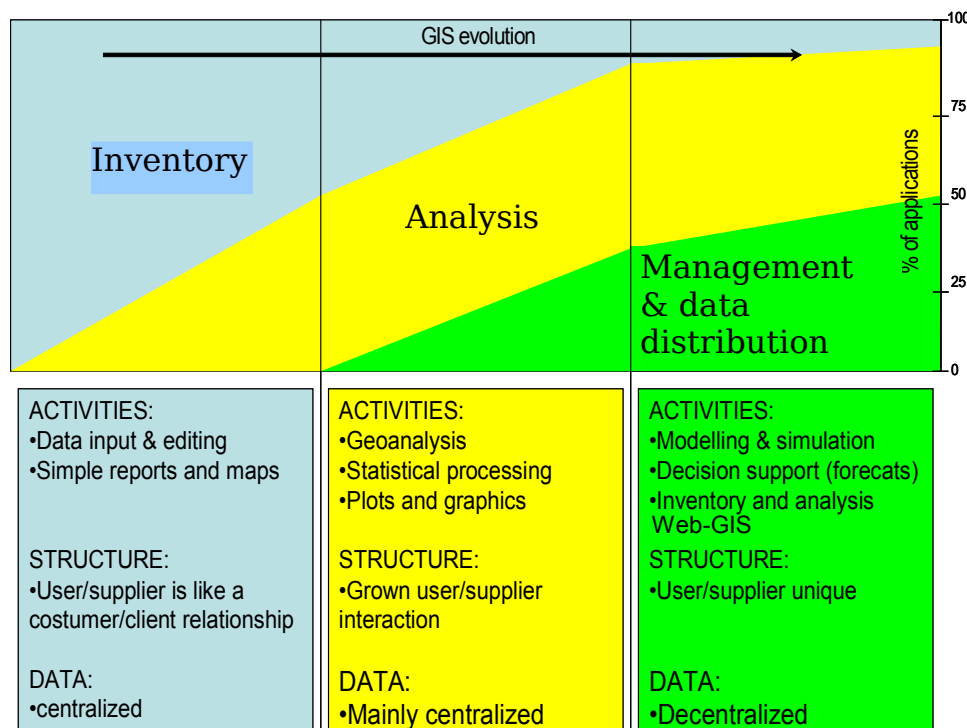 GIS evolution
100
75
50
25
0
% of applications
Inventory
Analysis
Management
& data
distribution
ACTIVITIES:
•Data input & editing
•Simple reports and maps
STRUCTURE:
•User/supplier is like a
costumer/client relationship
DATA:
•centralized
ACTIVITIES:
•Geoanalysis
•Statistical processing
•Plots and graphics
STRUCTURE:
•Grown user/supplier
interaction
DATA:
•Mainly centralized
ACTIVITIES:
•Modelling & simulation
•Decision support (forecats)
•Inventory and analysis
Web-GIS
STRUCTURE:
•User/supplier unique
DATA:
•Decentralized